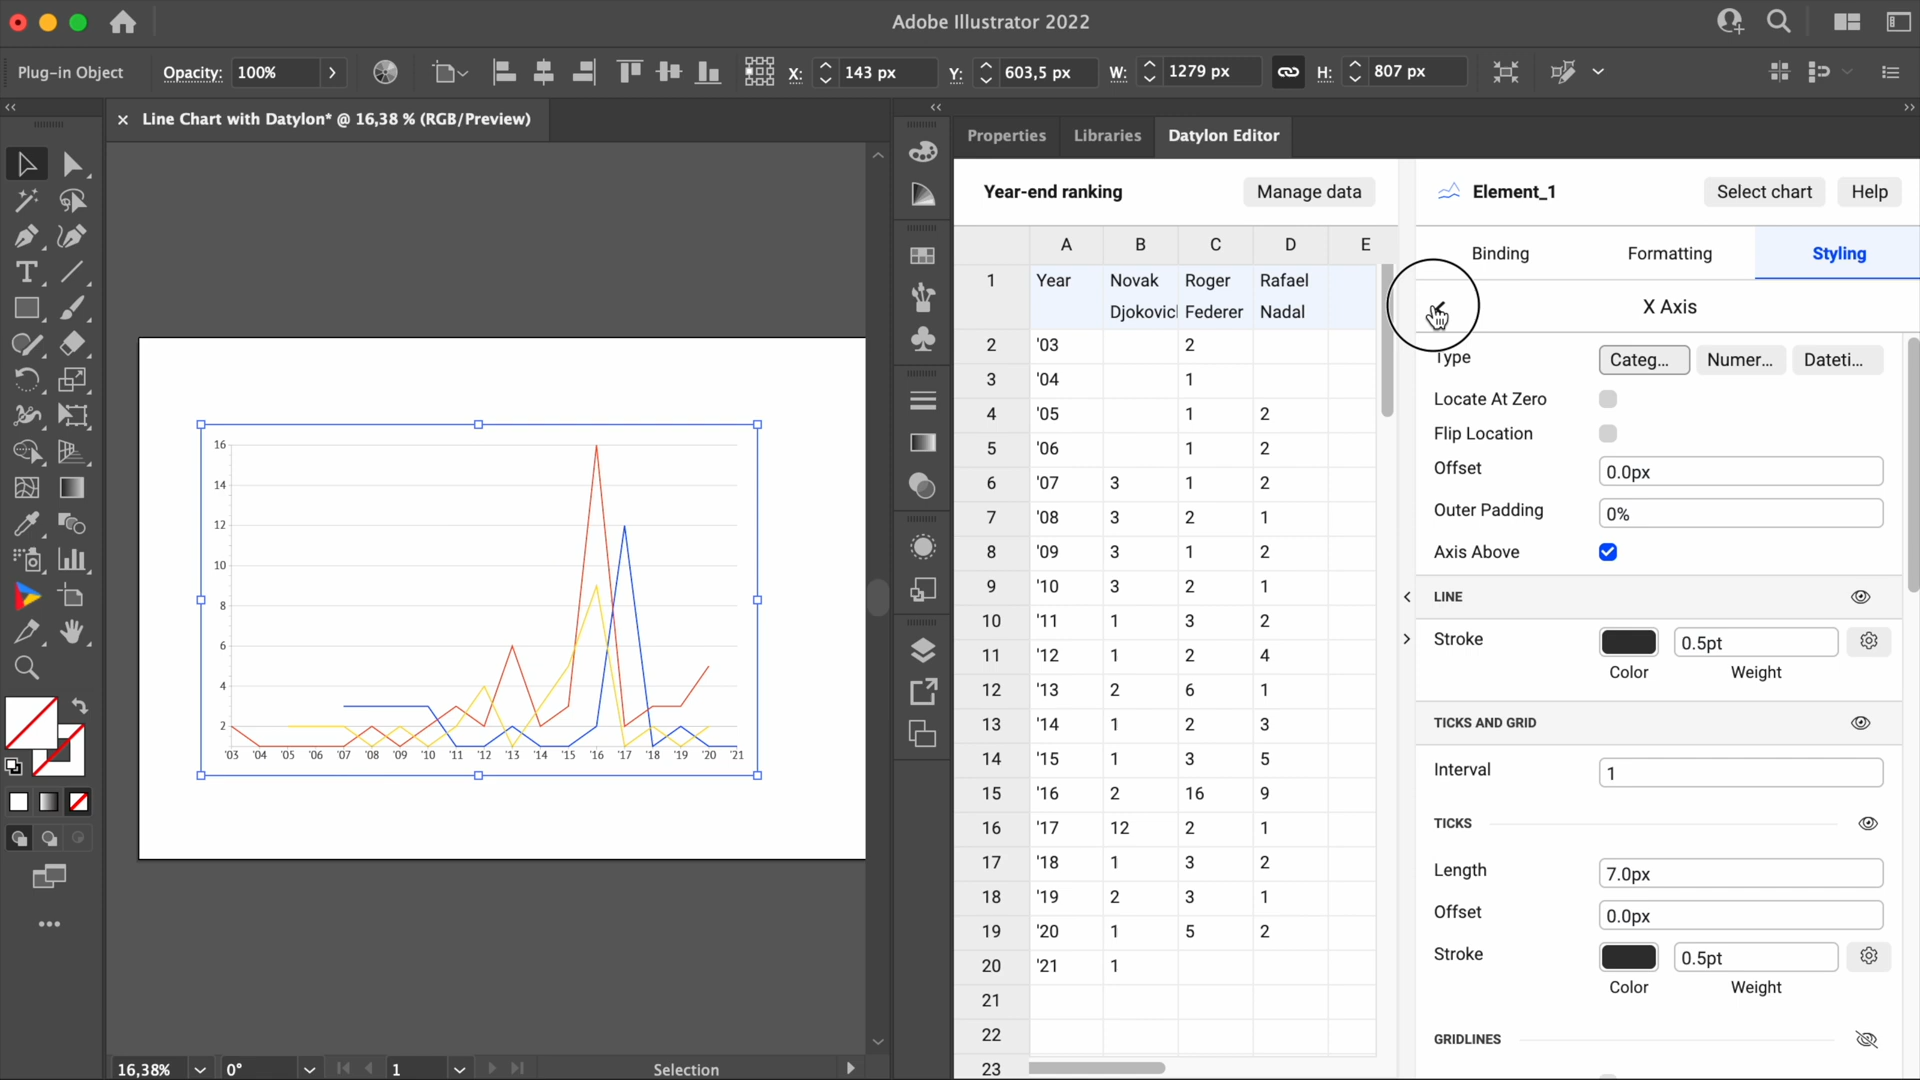 Adobe Illustrator 2022
Plug-in Object
Opacity:
100%
X:
143 px
Y:
603,5 px
W:
1279 px
H:
807 px
Line Chart with Datylon* @ 16,38 % (RGB/Preview)
Properties
Libraries
Datylon Editor
Year-end ranking
Manage data
Element_1
Select chart
Help
Binding
Formatting
Styling
X Axis
A B C D E
1 Year Novak Roger Rafael
Djokovic Federer Nadal
2 '03 2
3 '04 1
4 '05 1 2
5 '06 1 2
6 '07 3 1 2
7 '08 3 2 1
8 '09 3 1 2
9 '10 3 2 1
10 '11 1 3 2
11 '12 1 2 4
12 '13 2 6 1
13 '14 1 2 3
14 '15 1 3 5
15 '16 2 16 9
16 '17 12 2 1
17 '18 1 3 2
18 '19 2 3 1
19 '20 1 5 2
20 '21 1
21
22
23
Type
Categ...
Numer...
Dateti...
Locate At Zero
Flip Location
Offset
0.0px
Outer Padding
0%
Axis Above
LINE
Stroke
0.5pt
Color
Weight
TICKS AND GRID
Interval
1
TICKS
Length
7.0px
Offset
0.0px
Stroke
0.5pt
Color
Weight
GRIDLINES
16
14
12
10
8
6
4
2
'03 '04 '05 '06 '07 '08 '09 '10 '11 '12 '13 '14 '15 '16 '17 '18 '19 '20 '21
16,38%
0°
1
Selection